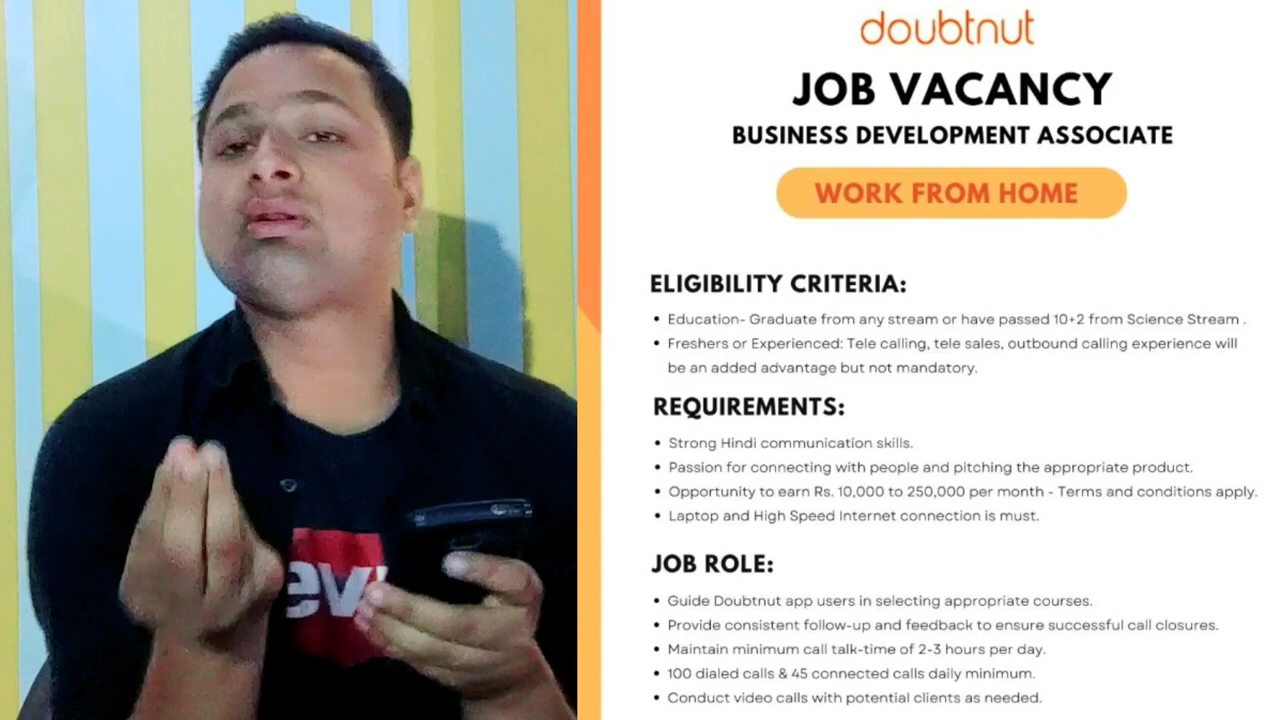 doubtnut
JOB VACANCY
BUSINESS DEVELOPMENT ASSOCIATE
WORK FROM HOME
ELIGIBILITY CRITERIA:
• Education- Graduate from any stream or have passed 10+2 from Science Stream .
• Freshers or Experienced: Tele calling, tele sales, outbound calling experience will
be an added advantage but not mandatory.
REQUIREMENTS:
• Strong Hindi communication skills.
• Passion for connecting with people and pitching the appropriate product.
• Opportunity to earn Rs. 10,000 to 250,000 per month - Terms and conditions apply.
• Laptop and High Speed Internet connection is must.
JOB ROLE:
• Guide Doubtnut app users in selecting appropriate courses.
• Provide consistent follow-up and feedback to ensure successful call closures.
• Maintain minimum call talk-time of 2-3 hours per day.
• 100 dialed calls & 45 connected calls daily minimum.
• Conduct video calls with potential clients as needed.